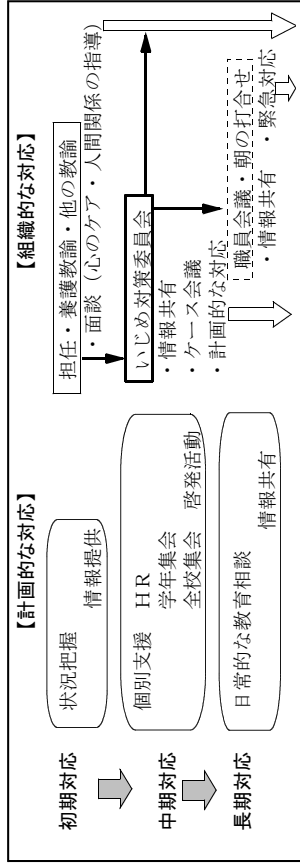 【計画的な対応】
【組織的な対応】
初期対応
状況把握
情報提供
担任・養護教諭・他の教諭
・面談（心のケア・人間関係の指導）
中期対応
個別支援　ＨＲ
学年集会
全校集会　啓発活動
いじめ対策委員会
・情報共有
・ケース会議
・計画的な対応
長期対応
日常的な教育相談
情報共有
職員会議・朝の打合せ
・情報共有　・緊急対応